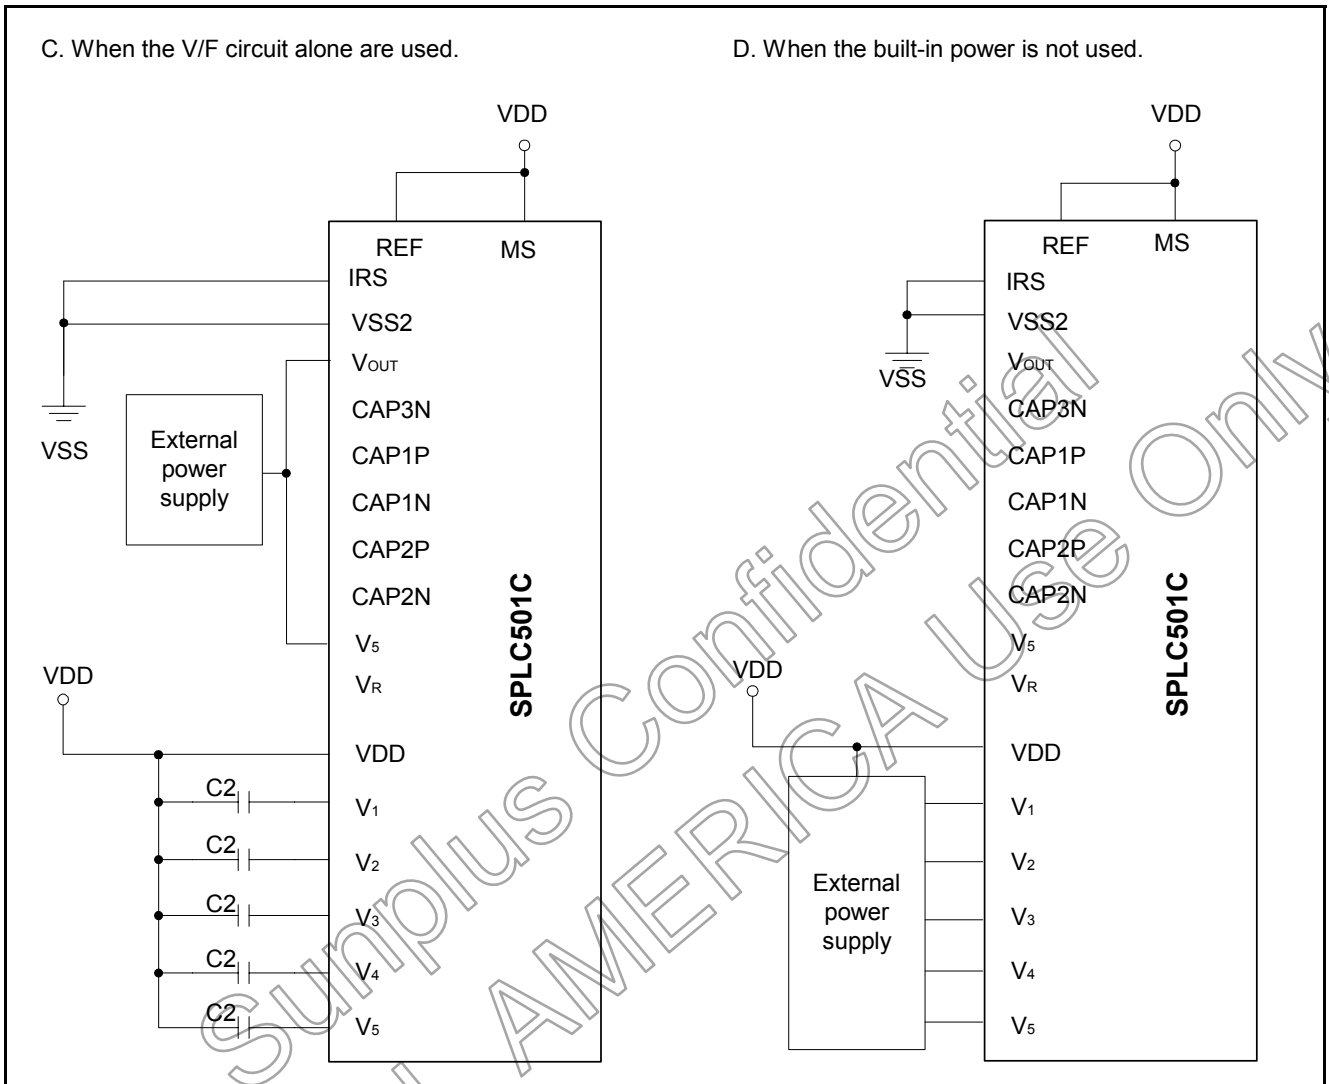 C. When the V/F circuit alone are used.
VDD
REF
MS
IRS
VSS2
VOUT
CAP3N
CAP1P
CAP1N
CAP2P
CAP2N
V5
VR
VDD
V1
V2
V3
V4
V5
SPLC501C
VSS
External
power
supply
VDD
C2
C2
C2
C2
C2
D. When the built-in power is not used.
VDD
REF
MS
IRS
VSS2
VOUT
CAP3N
CAP1P
CAP1N
CAP2P
CAP2N
V5
VR
VDD
V1
V2
V3
V4
V5
SPLC501C
VSS
VDD
External
power
supply
Sunplus Confidential
AMERICA Use Only